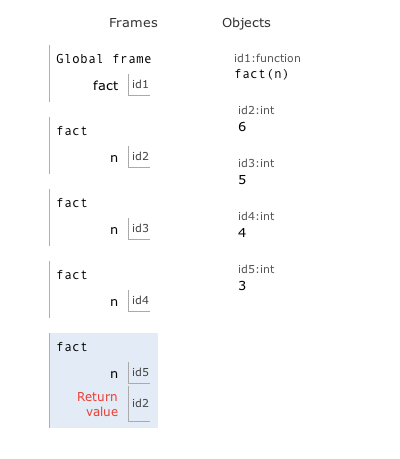 Frames Objects
Global frame
fact id1
fact
n id2
fact
n id3
fact
n id4
fact
n id5
Return
value id2
id1:function
fact(n)
id2:int
6
id3:int
5
id4:int
4
id5:int
3